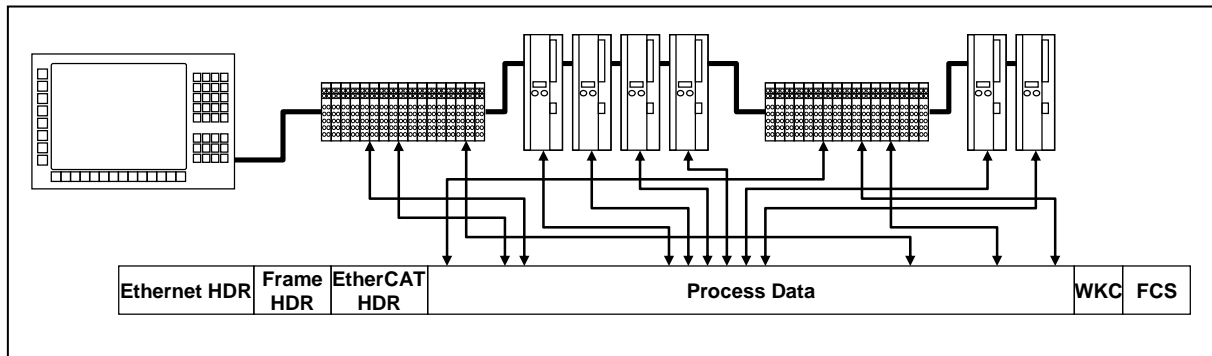 Ethernet HDR
Frame
HDR
EtherCAT
HDR
Process Data
WKC
FCS